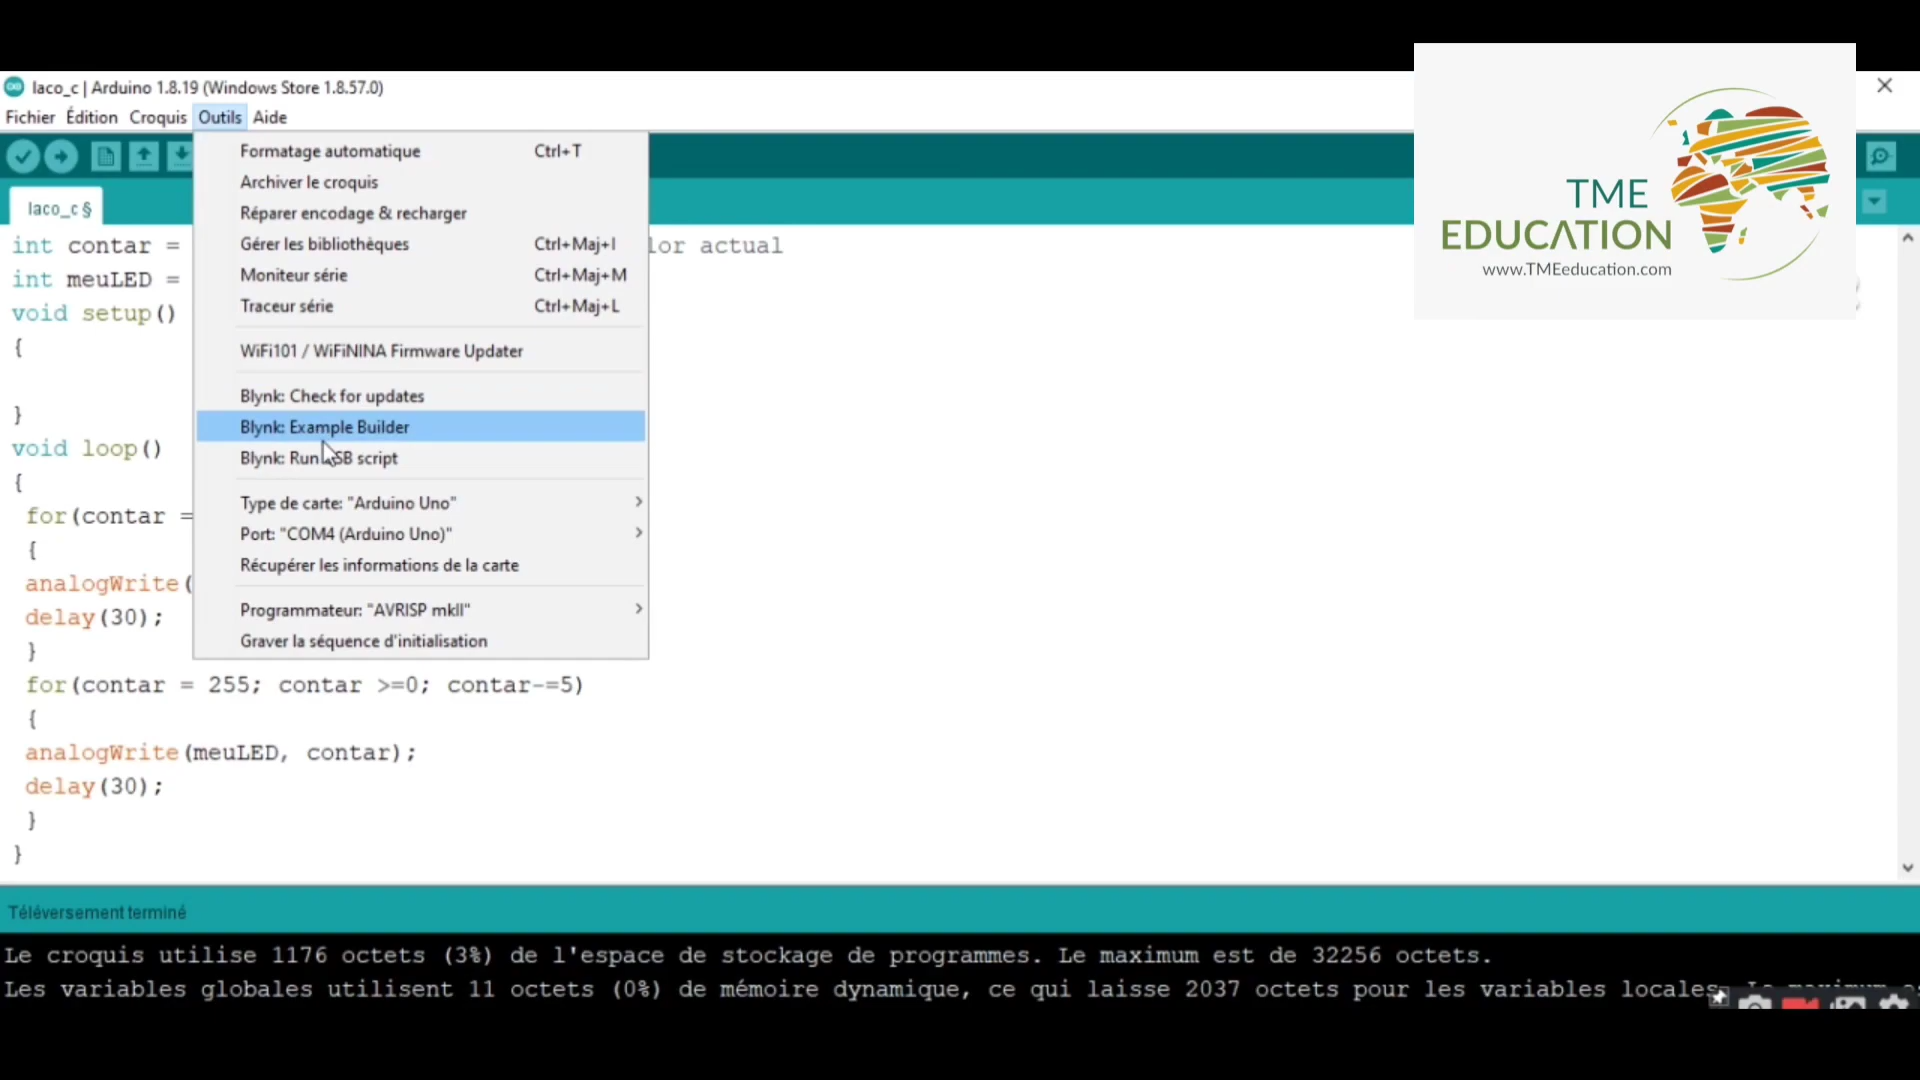 laco_c | Arduino 1.8.19 (Windows Store 1.8.57.0)
Fichier Édition Croquis Outils Aide
Formatage automatique Ctrl+T
Archiver le croquis
Réparer encodage & recharger
Gérer les bibliothèques Ctrl+Maj+I
Moniteur série Ctrl+Maj+M
Traceur série Ctrl+Maj+L
WiFi101 / WiFiNINA Firmware Updater
Blynk: Check for updates
Blynk: Example Builder
Blynk: Run script
Type de carte: "Arduino Uno"
Port: "COM4 (Arduino Uno)"
Récupérer les informations de la carte
Programmateur: "AVRISP mkII"
Graver la séquence d'initialisation
TME
EDUCATION
www.TMEeducation.com
laco_c §
int contar = lor actual
int meuLED =
void setup()
{
}
void loop()
{
for(contar =
{
analogWrite(
delay(30);
}
for(contar = 255; contar >=0; contar-=5)
{
analogWrite(meuLED, contar);
delay(30);
}
}
Téléversement terminé
Le croquis utilise 1176 octets (3%) de l'espace de stockage de programmes. Le maximum est de 32256 octets.
Les variables globales utilisent 11 octets (0%) de mémoire dynamique, ce qui laisse 2037 octets pour les variables locales